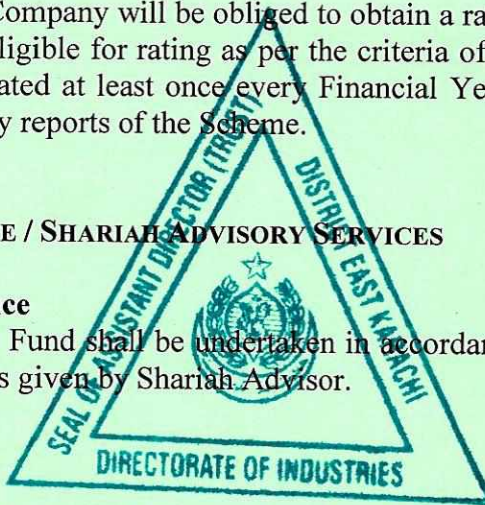 Company will be obliged to obtain a ra
ligible for rating as per the criteria of
ated at least once every Financial Ye
y reports of the Scheme.
E / SHARIAH ADVISORY SERVICES
ce
Fund shall be undertaken in accordan
s given by Shariah Advisor.
SEAL OF ASSISTANT DIRECTOR (TRUST)
DISTRICT EAST KARACHI
DIRECTORATE OF INDUSTRIES